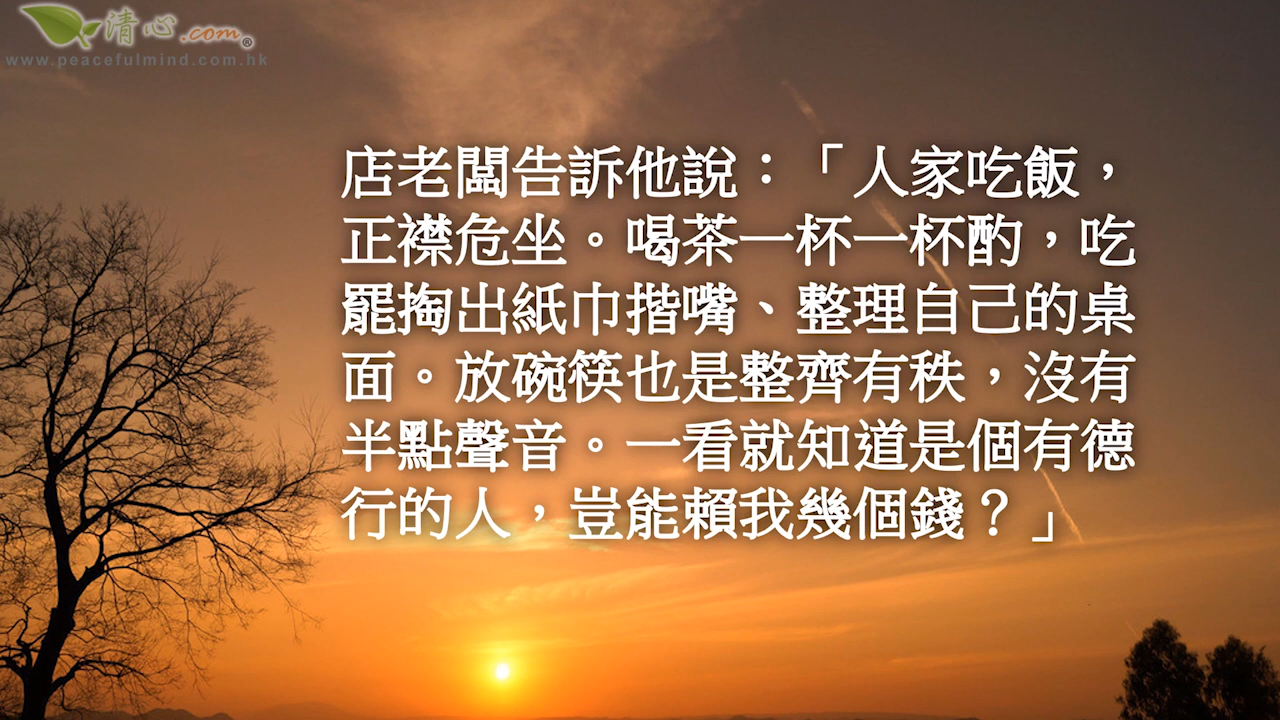 清心.com®
www.peacefulmind.com.hk
店老闆告訴他說：「人家吃飯，
正襟危坐。喝茶一杯一杯酌，吃
罷掏出紙巾揩嘴、整理自己的桌
面。放碗筷也是整齊有秩，沒有
半點聲音。一看就知道是個有德
行的人，豈能賴我幾個錢？」